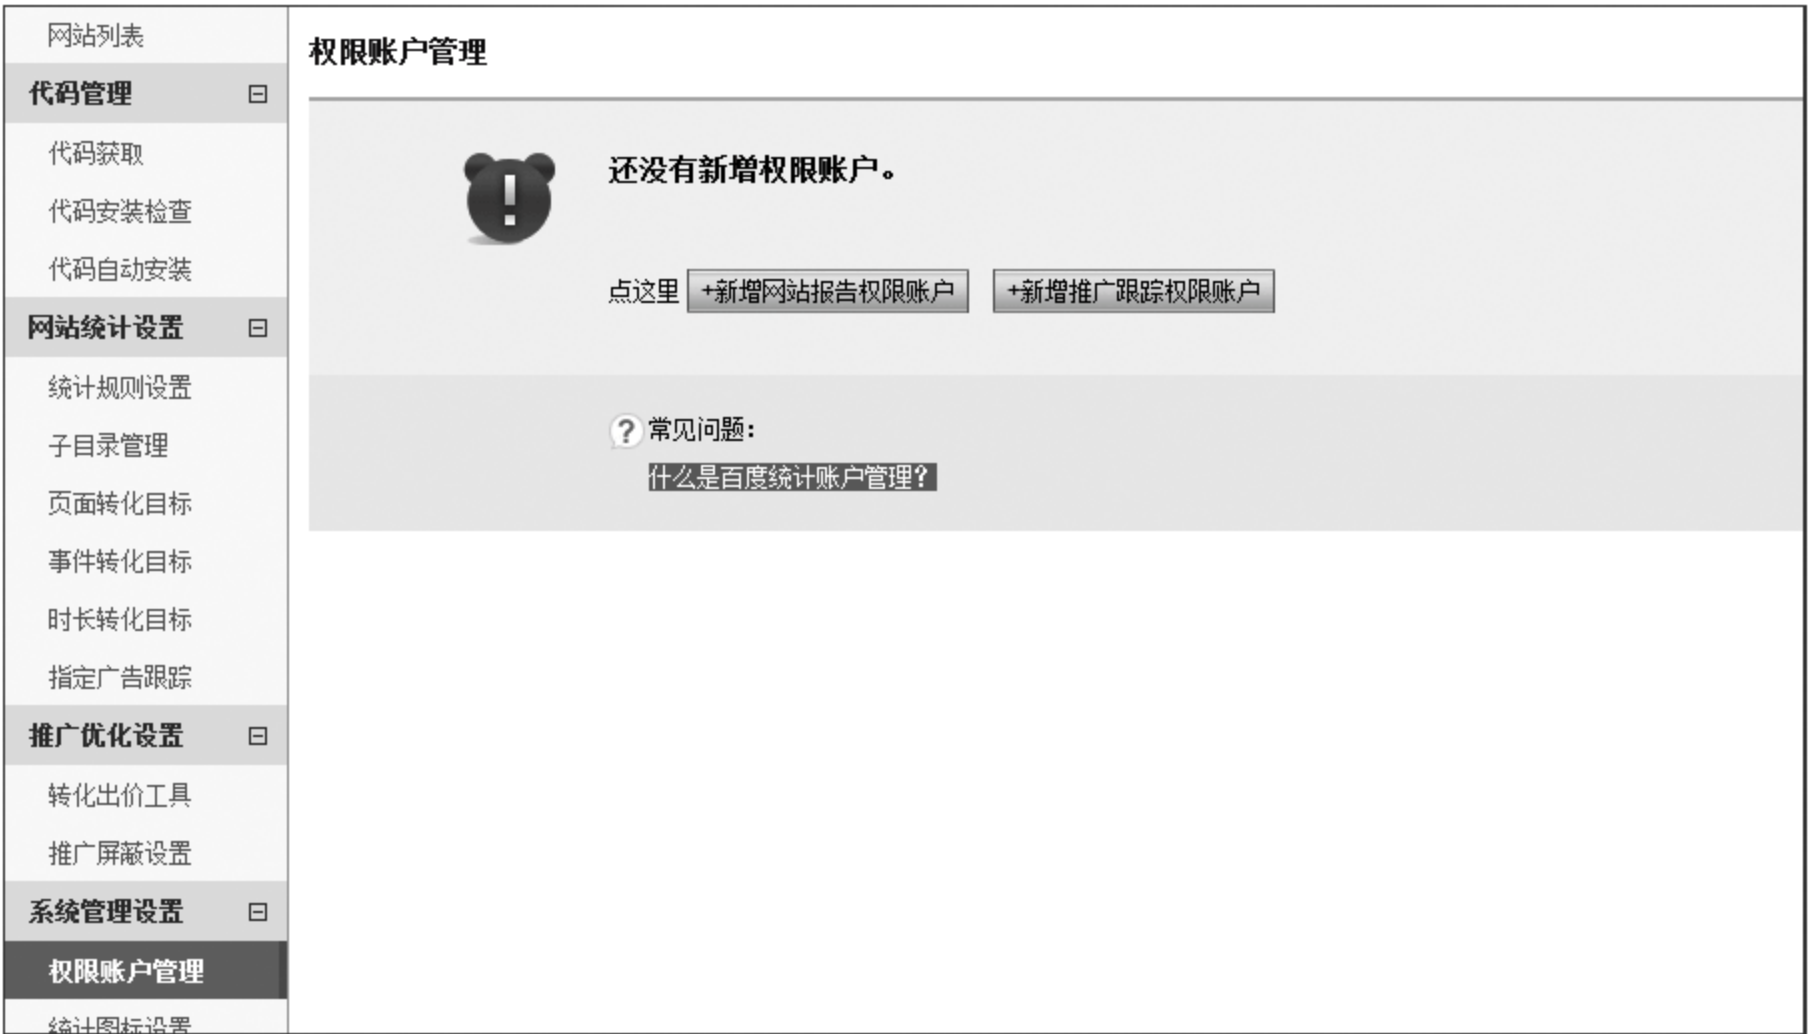 网站列表
代码管理
代码获取
代码安装检查
代码自动安装
网站统计设置
统计规则设置
子目录管理
页面转化目标
事件转化目标
时长转化目标
指定广告跟踪
推广优化设置
转化出价工具
推广屏蔽设置
系统管理设置
权限账户管理
统计图标设置
权限账户管理
还没有新增权限账户。
点这里 +新增网站报告权限账户 +新增推广跟踪权限账户
常见问题：
什么是百度统计账户管理？